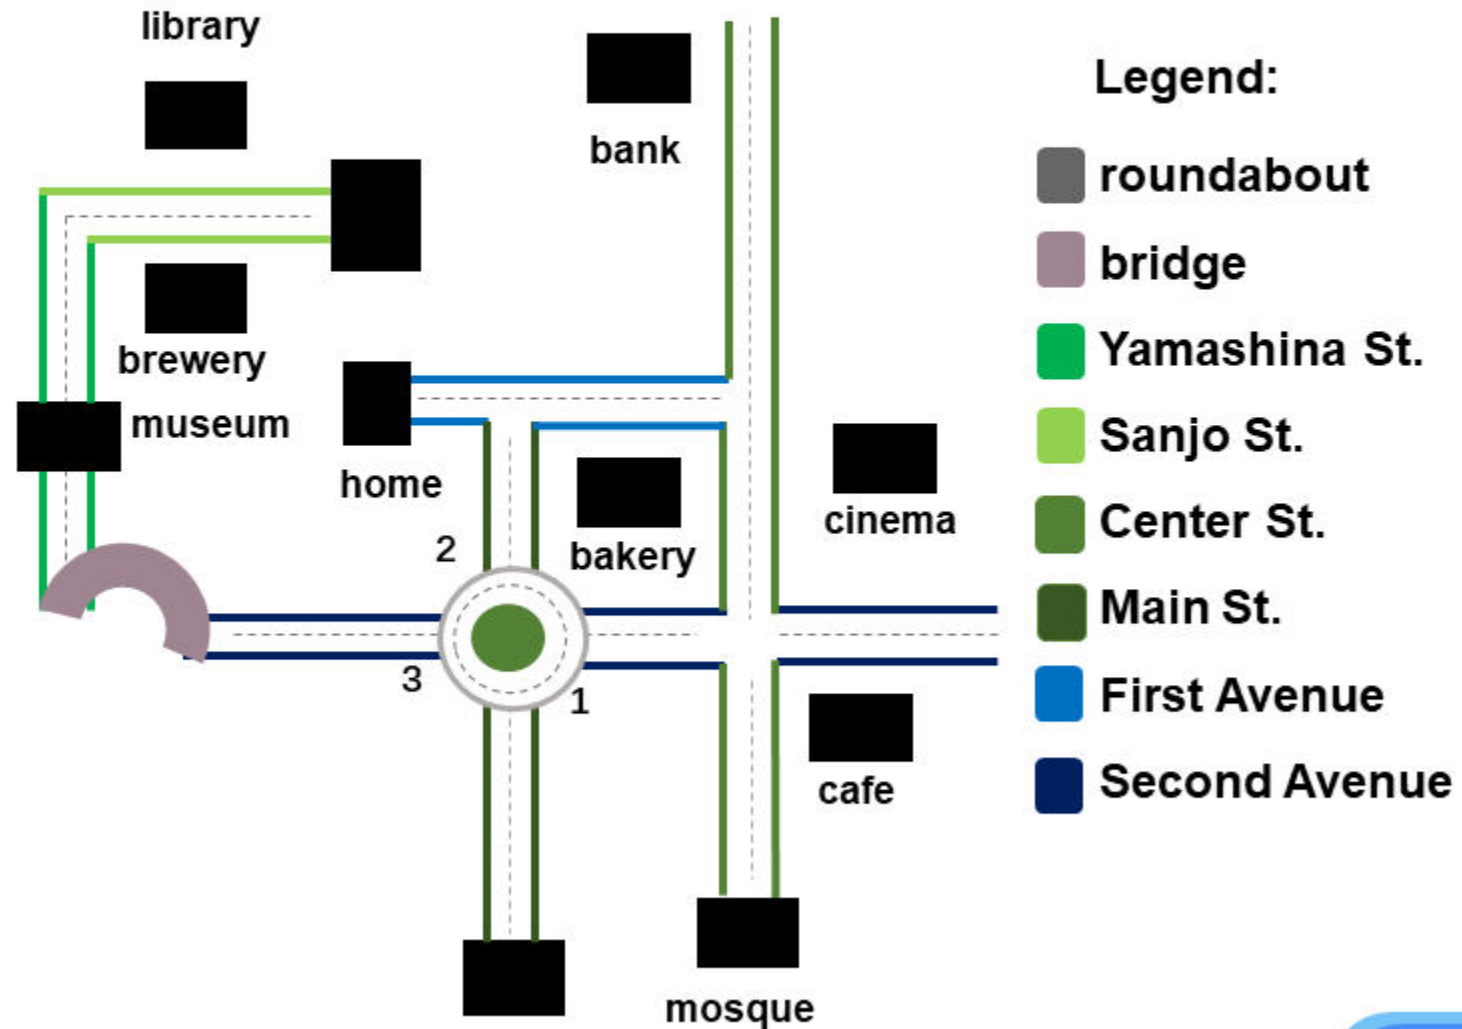 library
bank
brewery
museum
home
bakery
cinema
2
3
1
cafe
mosque
Legend:
roundabout
bridge
Yamashina St.
Sanjo St.
Center St.
Main St.
First Avenue
Second Avenue